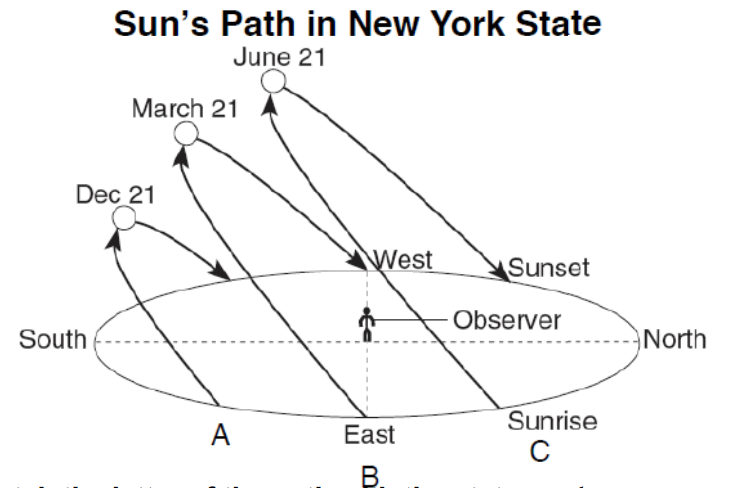 Sun's Path in New York State
June 21
March 21
Dec 21
West
Sunset
Observer
South
North
A
East
Sunrise
C
B